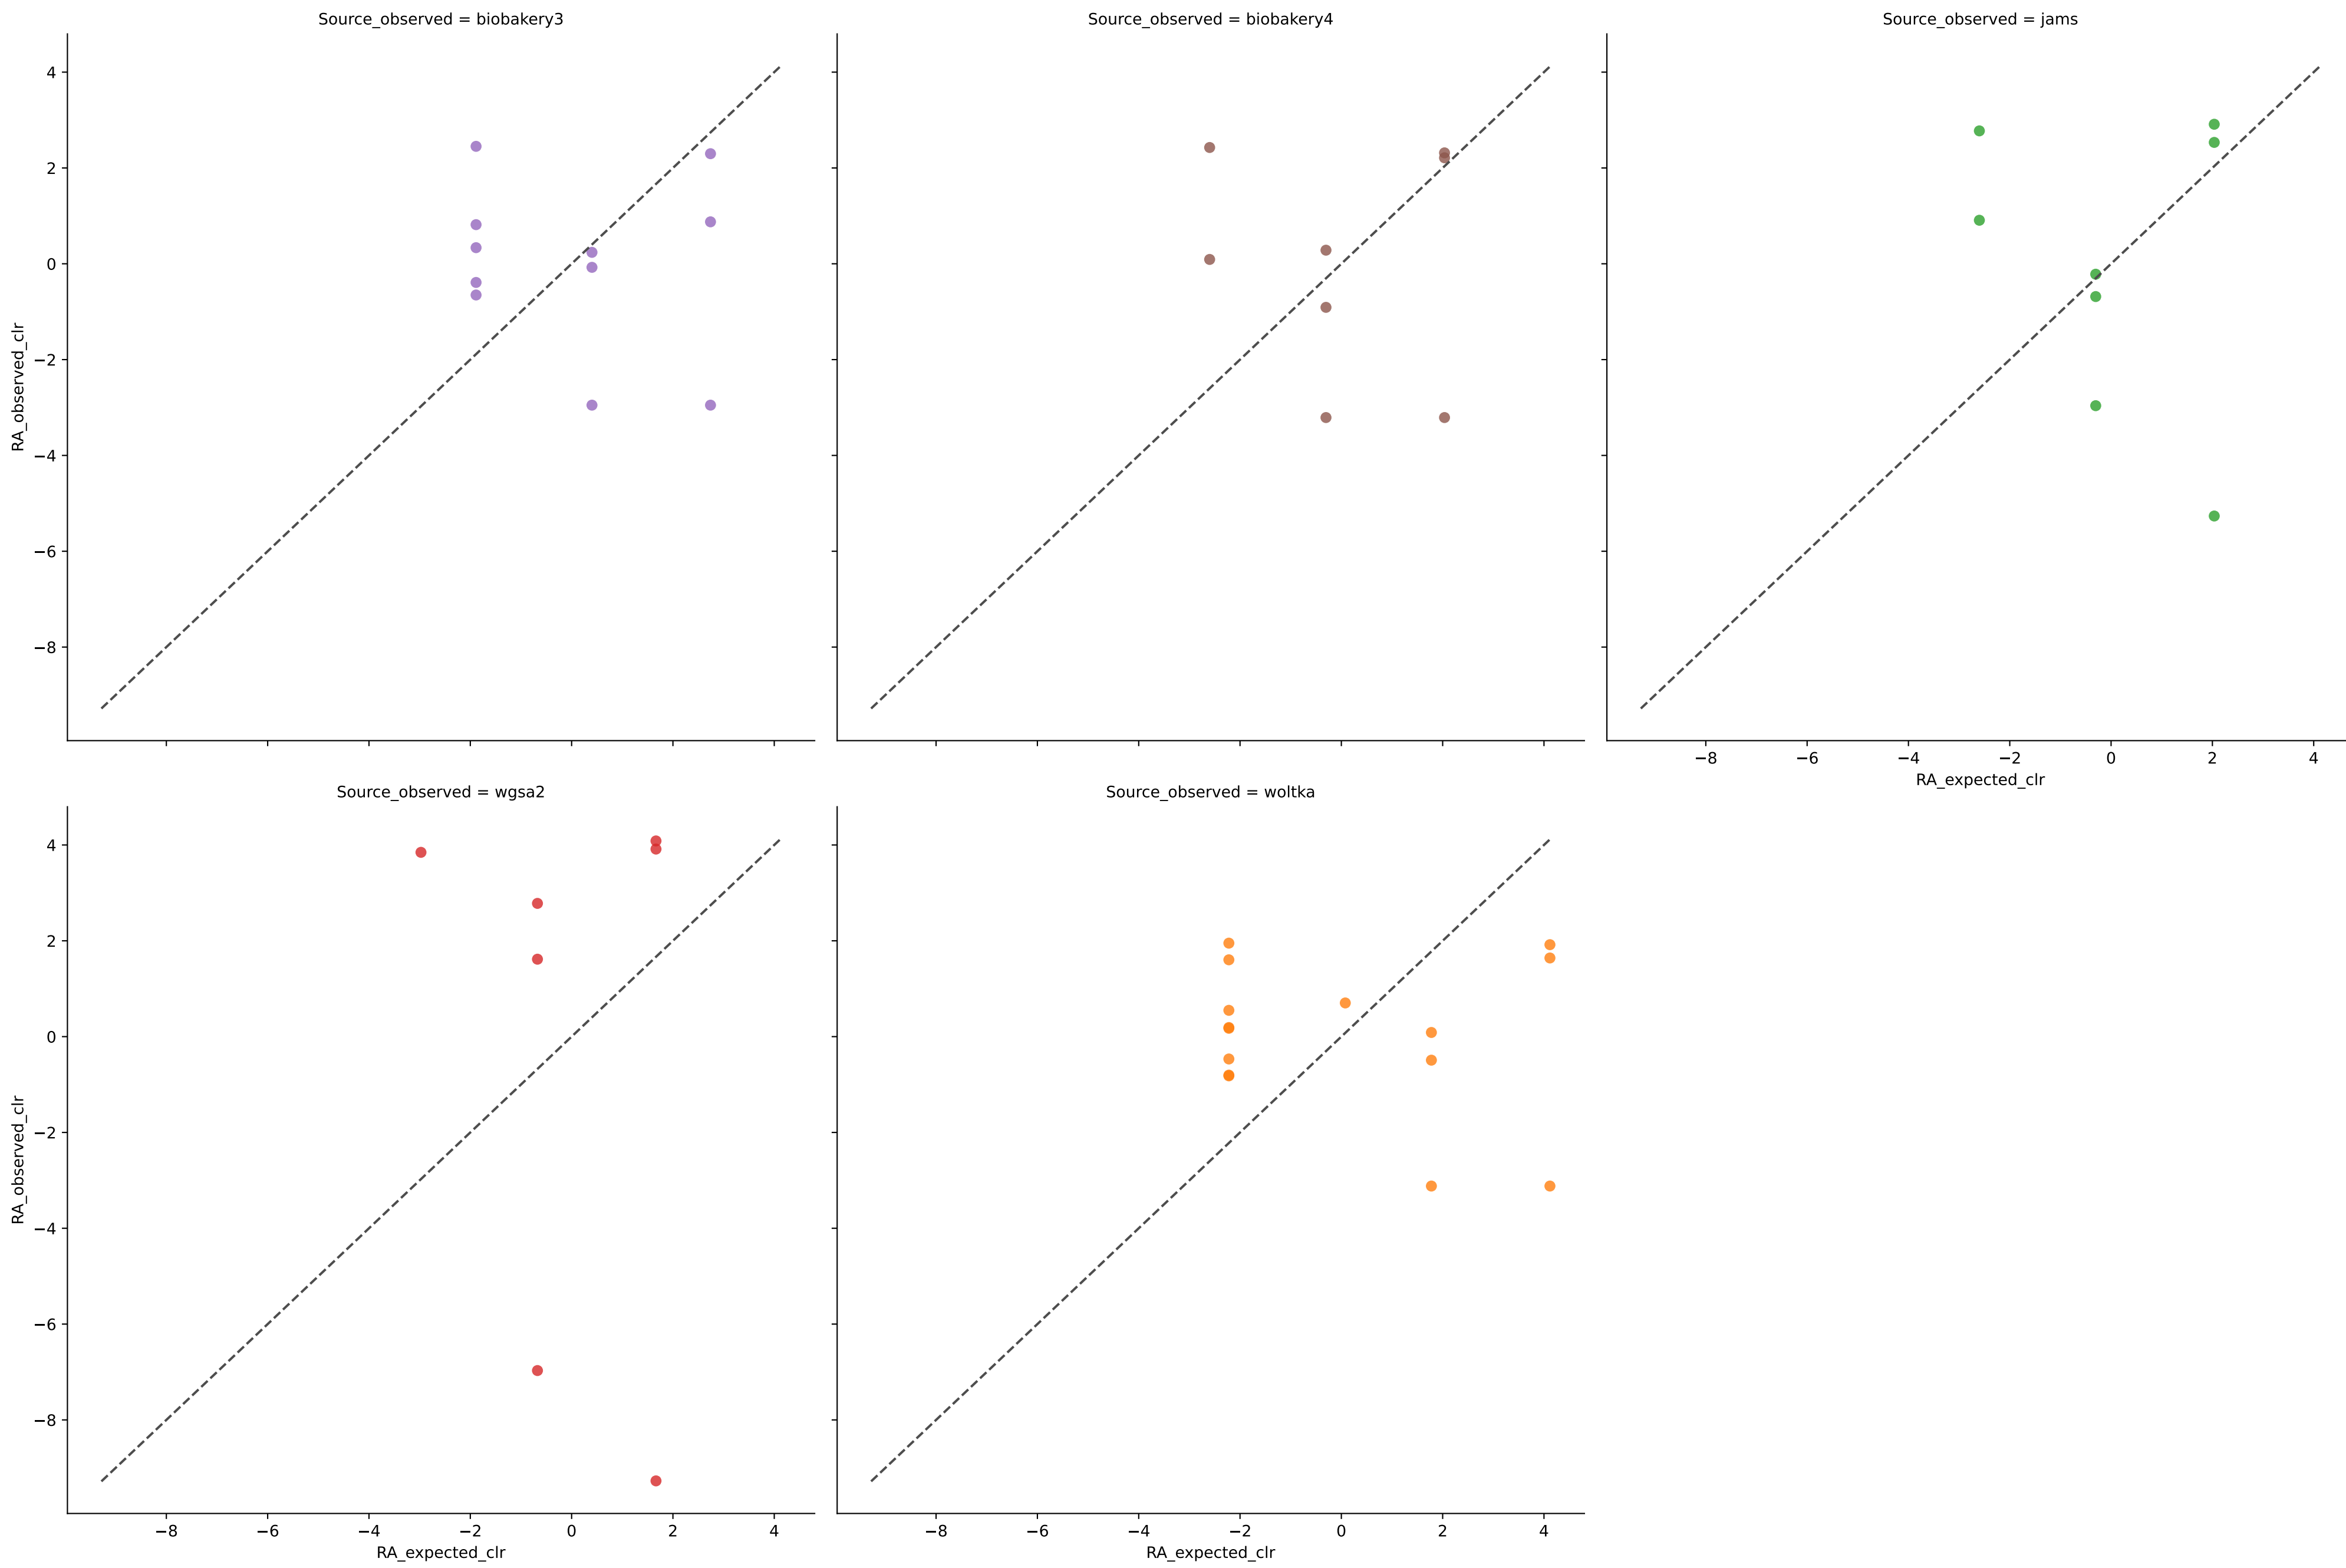 Source_observed = biobakery3
Source_observed = biobakery4
Source_observed = jams
4
2
0
−2
−4
−6
−8
RA_observed_clr
−8 −6 −4 −2 0 2 4
RA_expected_clr
Source_observed = wgsa2
Source_observed = woltka
4
2
0
−2
−4
−6
−8
RA_observed_clr
−8 −6 −4 −2 0 2 4
−8 −6 −4 −2 0 2 4
RA_expected_clr
RA_expected_clr